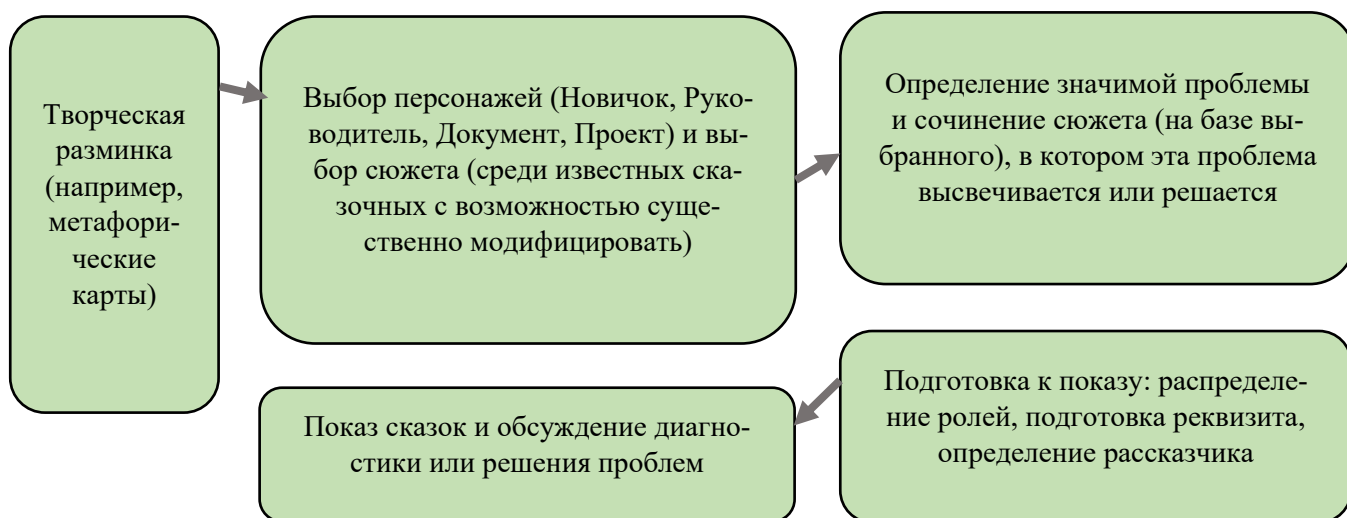 Творческая
разминка
(например,
метафори-
ческие
карты)
Выбор персонажей (Новичок, Руко-
водитель, Документ, Проект) и вы-
бор сюжета (среди известных ска-
зочных с возможностью суще-
ственно модифицировать)
Определение значимой проблемы
и сочинение сюжета (на базе вы-
бранного), в котором эта проблема
высвечивается или решается
Подготовка к показу: распределе-
ние ролей, подготовка реквизита,
определение рассказчика
Показ сказок и обсуждение диагно-
стики или решения проблем